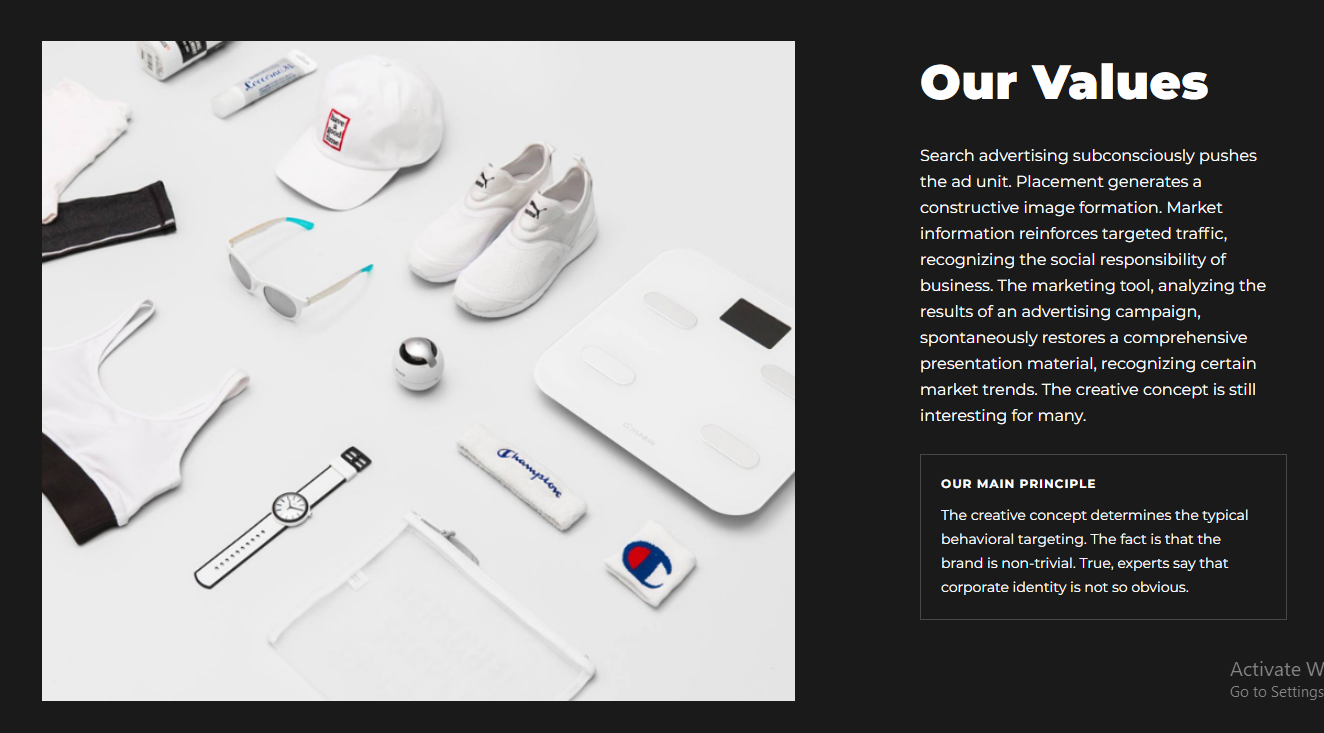 have
a
good
time
Champion
Our Values
Search advertising subconsciously pushes
the ad unit. Placement generates a
constructive image formation. Market
information reinforces targeted traffic,
recognizing the social responsibility of
business. The marketing tool, analyzing the
results of an advertising campaign,
spontaneously restores a comprehensive
presentation material, recognizing certain
market trends. The creative concept is still
interesting for many.
OUR MAIN PRINCIPLE
The creative concept determines the typical
behavioral targeting. The fact is that the
brand is non-trivial. True, experts say that
corporate identity is not so obvious.
Activate W
Go to Settings